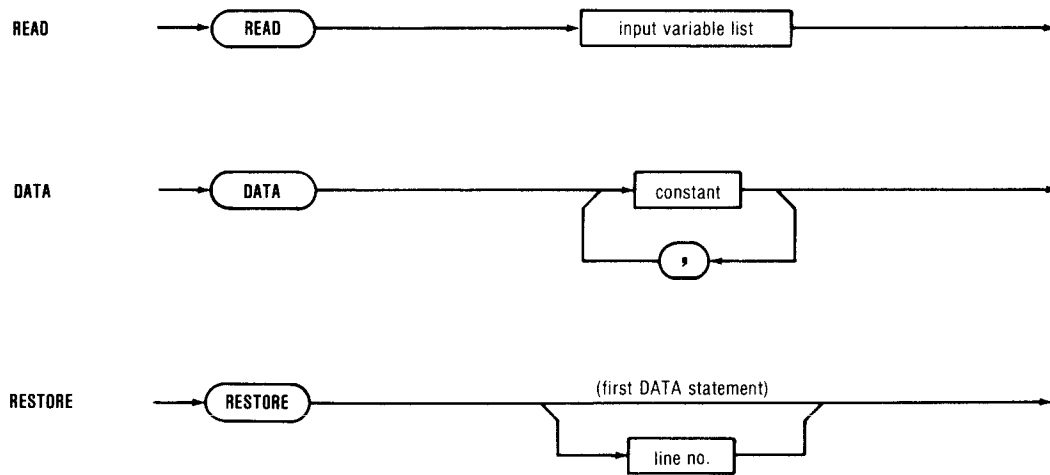 READ READ input variable list
DATA DATA constant
,
(first DATA statement)
RESTORE RESTORE
line no.